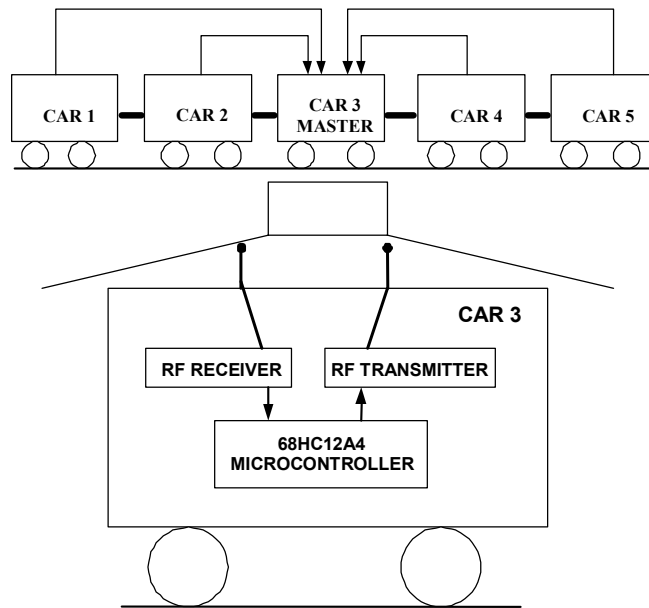 CAR 1
CAR 2
CAR 3
MASTER
CAR 4
CAR 5
CAR 3
RF RECEIVER
RF TRANSMITTER
68HC12A4
MICROCONTROLLER